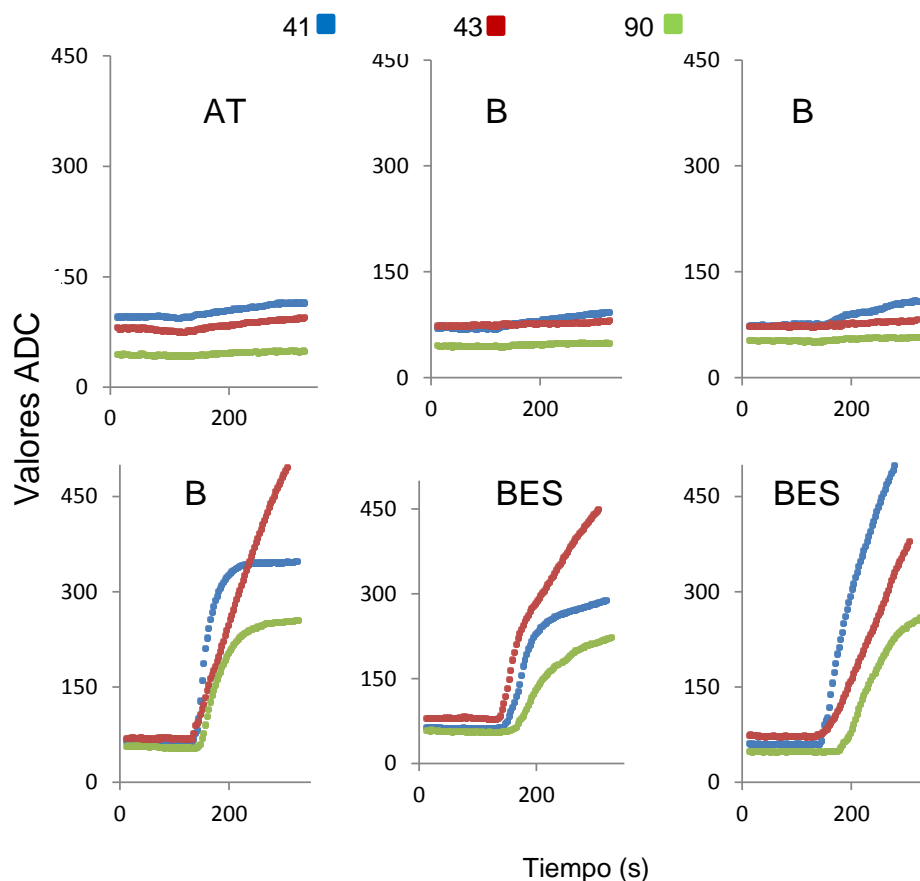 41 43 90
450 450 450
AT B B
300 300 300
150 150
0 0 0
0 200 0 200 0 200
Valores ADC
B BES BES
450 450 450
300 300 300
150 150 150
0 0 0
0 200 0 200 0 200
Tiempo (s)